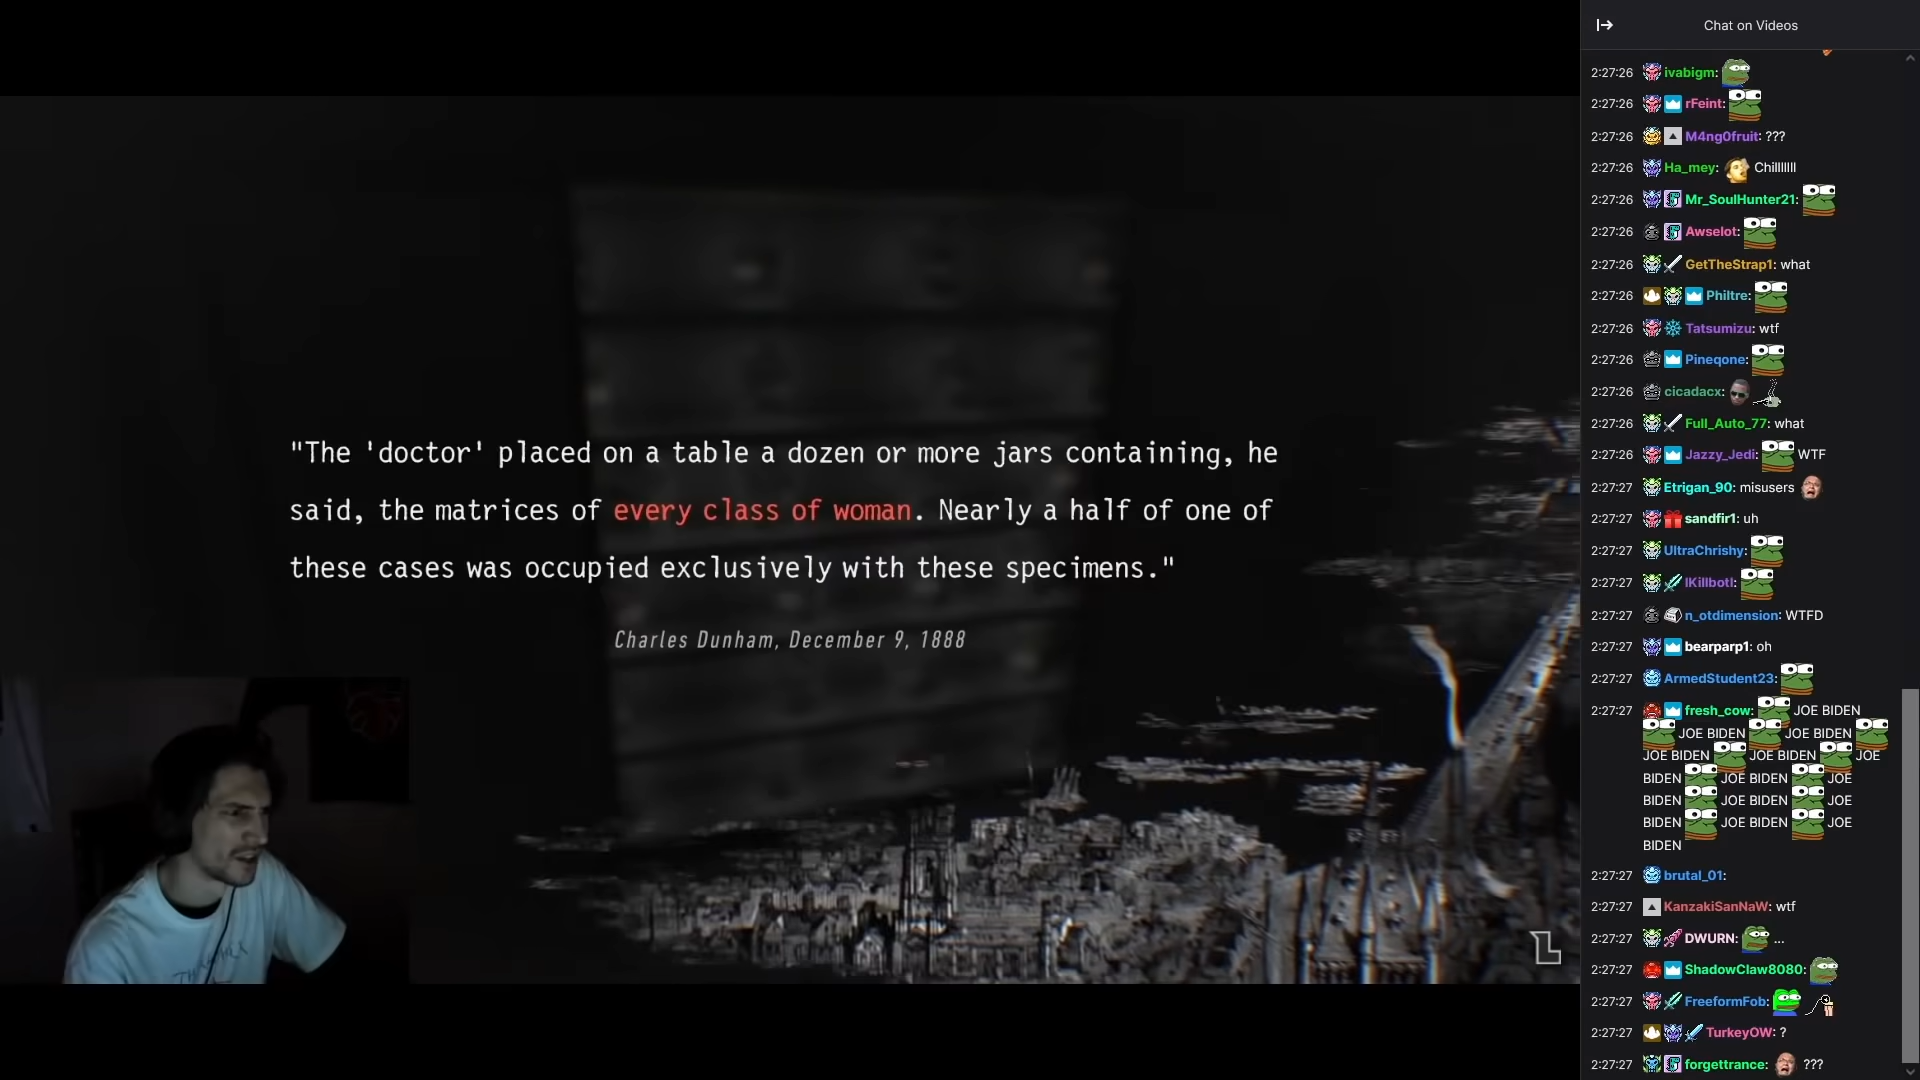 "The 'doctor' placed on a table a dozen or more jars containing, he
said, the matrices of every class of woman. Nearly a half of one of
these cases was occupied exclusively with these specimens."
Charles Dunham, December 9, 1888
Chat on Videos
2:27:26 ivabigm:
2:27:26 rFeint:
2:27:26 M4ng0fruit: ???
2:27:26 Ha_mey: Chillllllll
2:27:26 Mr_SoulHunter21:
2:27:26 Awselot:
2:27:26 GetTheStrap1: what
2:27:26 Philtre:
2:27:26 Tatsumizu: wtf
2:27:26 Pineqone:
2:27:26 cicadacx:
2:27:26 Full_Auto_77: what
2:27:26 Jazzy_Jedi: WTF
2:27:27 Etrigan_90: misusers
2:27:27 sandfir1: uh
2:27:27 UltraChrishy:
2:27:27 n_otdimension: WTFD
2:27:27 bearparp1: oh
2:27:27 ArmedStudent23:
2:27:27 fresh_cow: JOE BIDEN
JOE BIDEN JOE BIDEN
JOE BIDEN JOE BIDEN JOE
BIDEN JOE BIDEN JOE
BIDEN JOE BIDEN JOE
BIDEN JOE BIDEN JOE
BIDEN
2:27:27 brutal_01:
2:27:27 KanzakiSanNaW: wtf
2:27:27 DWURN: ...
2:27:27 ShadowClaw8080:
2:27:27 FreeformFob:
2:27:27 TurkeyOW: ?
2:27:27 forgettrance: ???